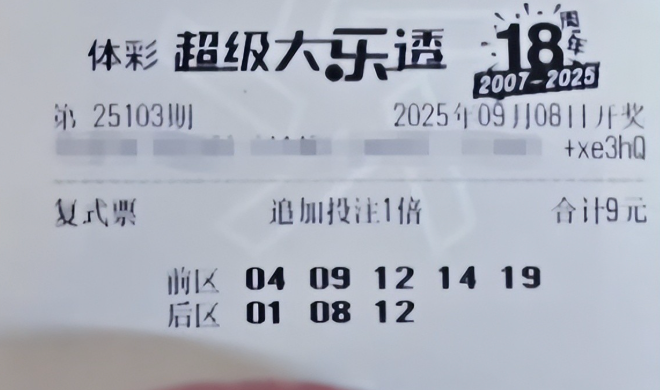 体彩 超级大乐透 18周年
2007-2025
第 25103期 2025年09月08日开奖
+xe3hQ
复式票 追加投注1倍 合计9元
前区 04 09 12 14 19
后区 01 08 12